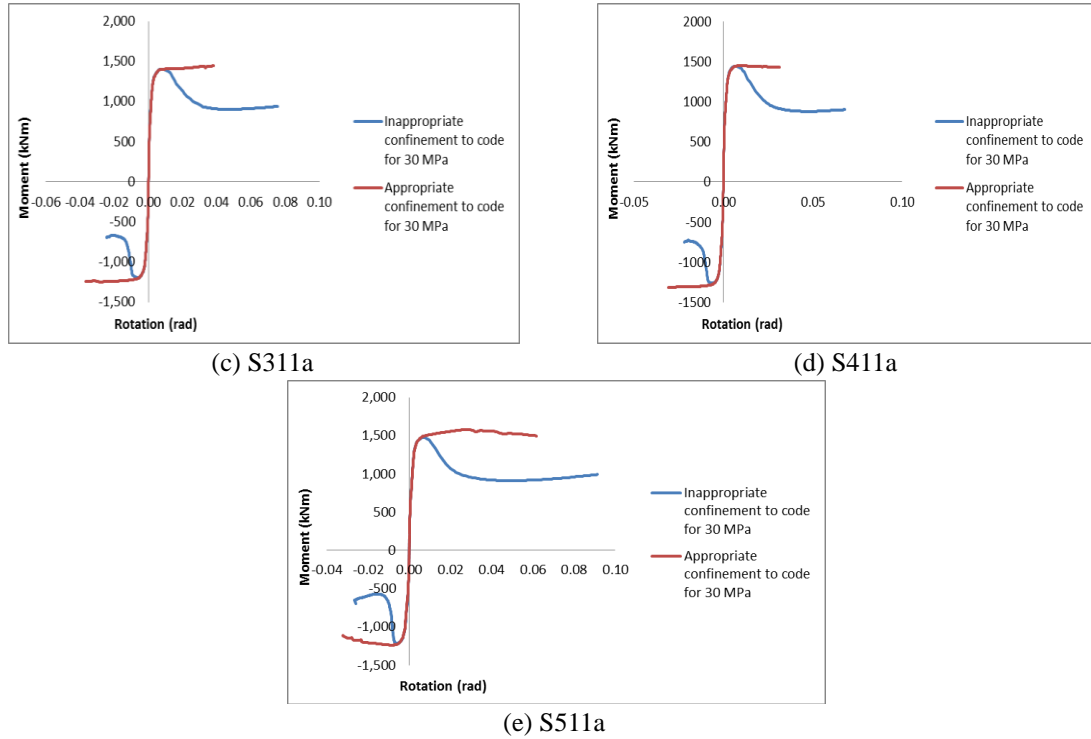 2,000
1,500
1,000
500
0
-500
-1,000
-1,500
-0.06 -0.04 -0.02 0.00 0.02 0.04 0.06 0.08 0.10
Moment (kNm)
Rotation (rad)
Inappropriate
confinement to code
for 30 MPa
Appropriate
confinement to code
for 30 MPa
(c) S311a
2000
1500
1000
500
0
-500
-1000
-1500
-0.05 0.00 0.05 0.10
Moment (kNm)
Rotation (rad)
Inappropriate
confinement to code
for 30 MPa
Appropriate
confinement to code
for 30 MPa
(d) S411a
2,000
1,500
1,000
500
0
-500
-1,000
-1,500
-0.04 -0.02 0.00 0.02 0.04 0.06 0.08 0.10
Moment (kNm)
Rotation (rad)
Inappropriate
confinement to code
for 30 MPa
Appropriate
confinement to code
for 30 MPa
(e) S511a